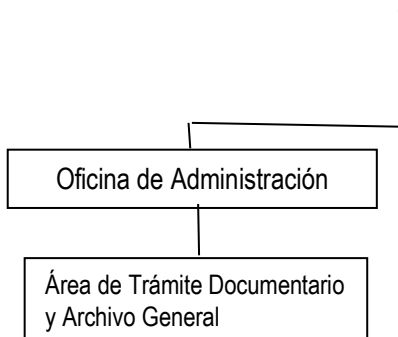 Oficina de Administración
Área de Trámite Documentario
y Archivo General